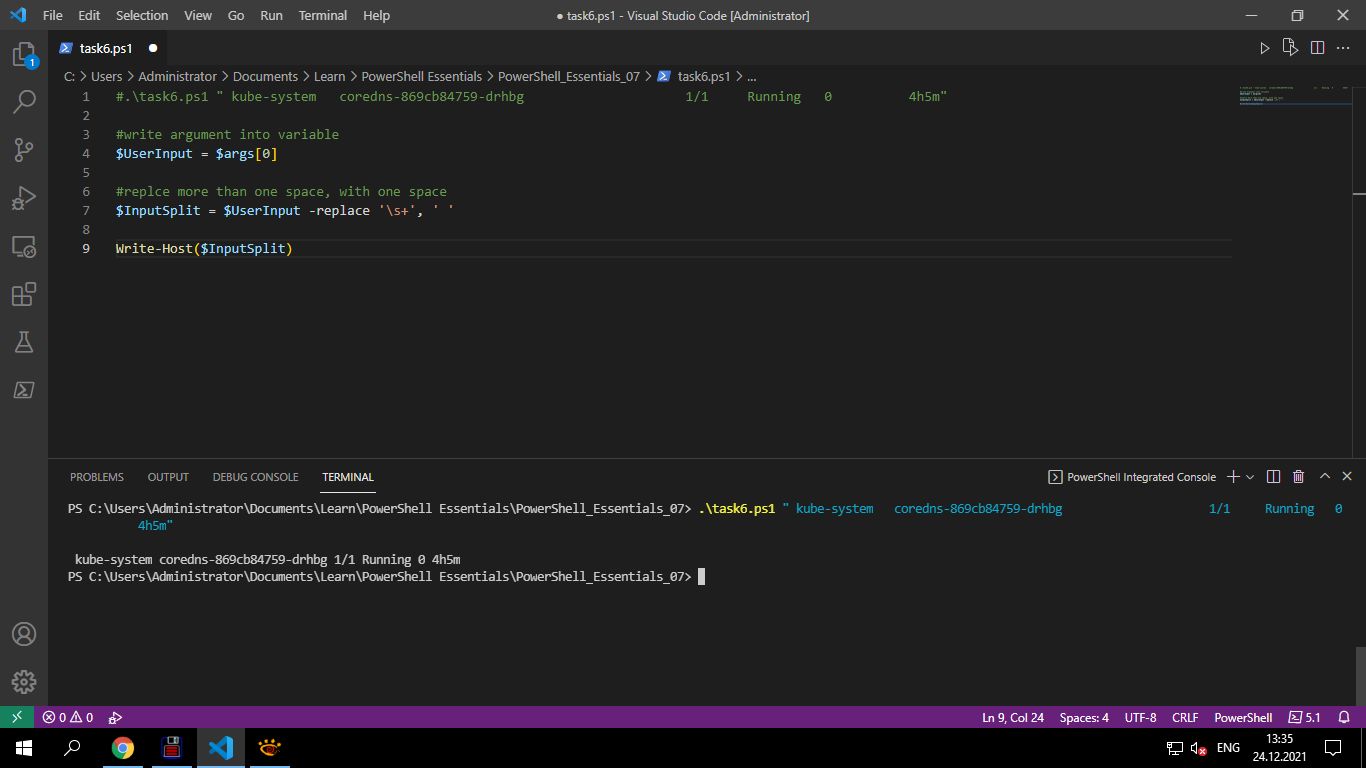 File Edit Selection View Go Run Terminal Help ● task6.ps1 - Visual Studio Code [Administrator]
1
task6.ps1 ●
C: > Users > Administrator > Documents > Learn > PowerShell Essentials > PowerShell_Essentials_07 > task6.ps1 > ...
1 #.\task6.ps1 " kube-system   coredns-869cb84759-drhbg                     1/1     Running   0          4h5m"
2
3 #write argument into variable
4 $UserInput = $args[0]
5
6 #replce more than one space, with one space
7 $InputSplit = $UserInput -replace '\s+', ' '
8
9 Write-Host($InputSplit)
PROBLEMS OUTPUT DEBUG CONSOLE TERMINAL PowerShell Integrated Console
PS C:\Users\Administrator\Documents\Learn\PowerShell Essentials\PowerShell_Essentials_07> .\task6.ps1 " kube-system   coredns-869cb84759-drhbg                     1/1     Running   0
          4h5m"
 kube-system coredns-869cb84759-drhbg 1/1 Running 0 4h5m
PS C:\Users\Administrator\Documents\Learn\PowerShell Essentials\PowerShell_Essentials_07>
0 0 Ln 9, Col 24 Spaces: 4 UTF-8 CRLF PowerShell 5.1
ENG 13:35
24.12.2021